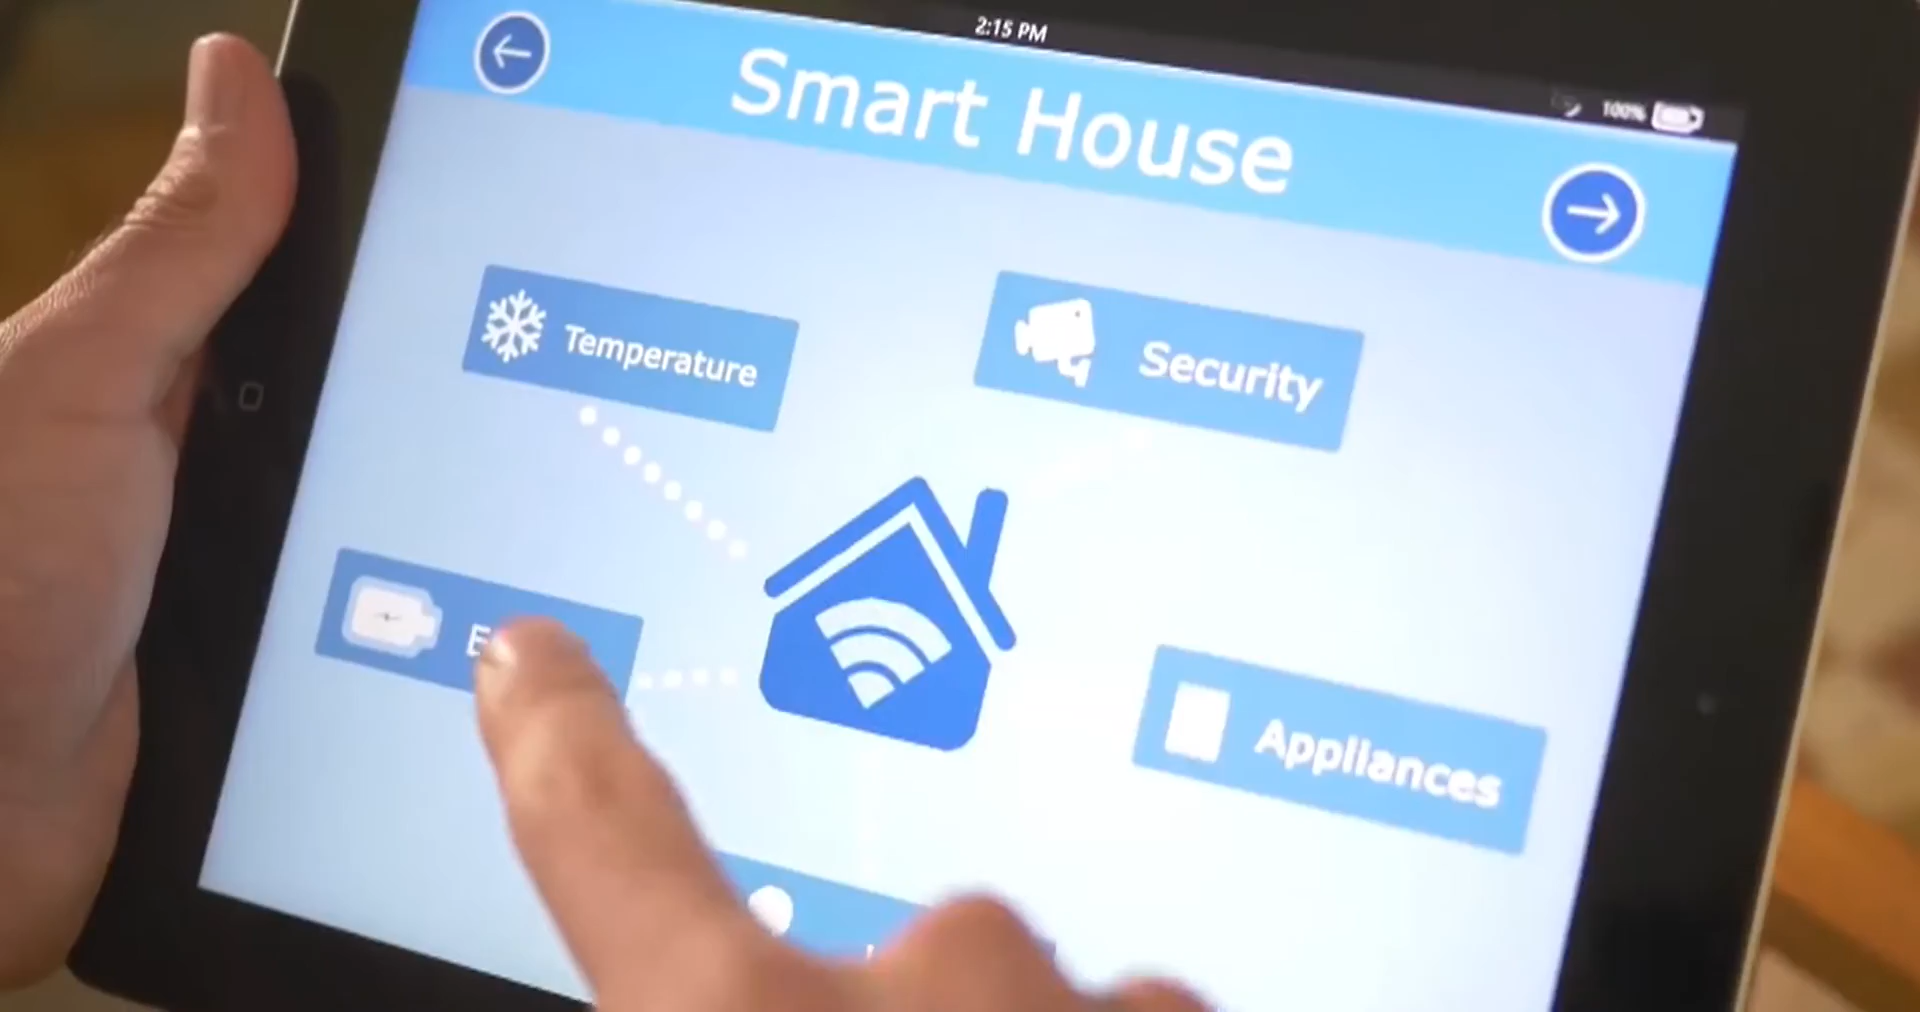 2:15 PM
100%
Smart House
Temperature
Security
Appliances